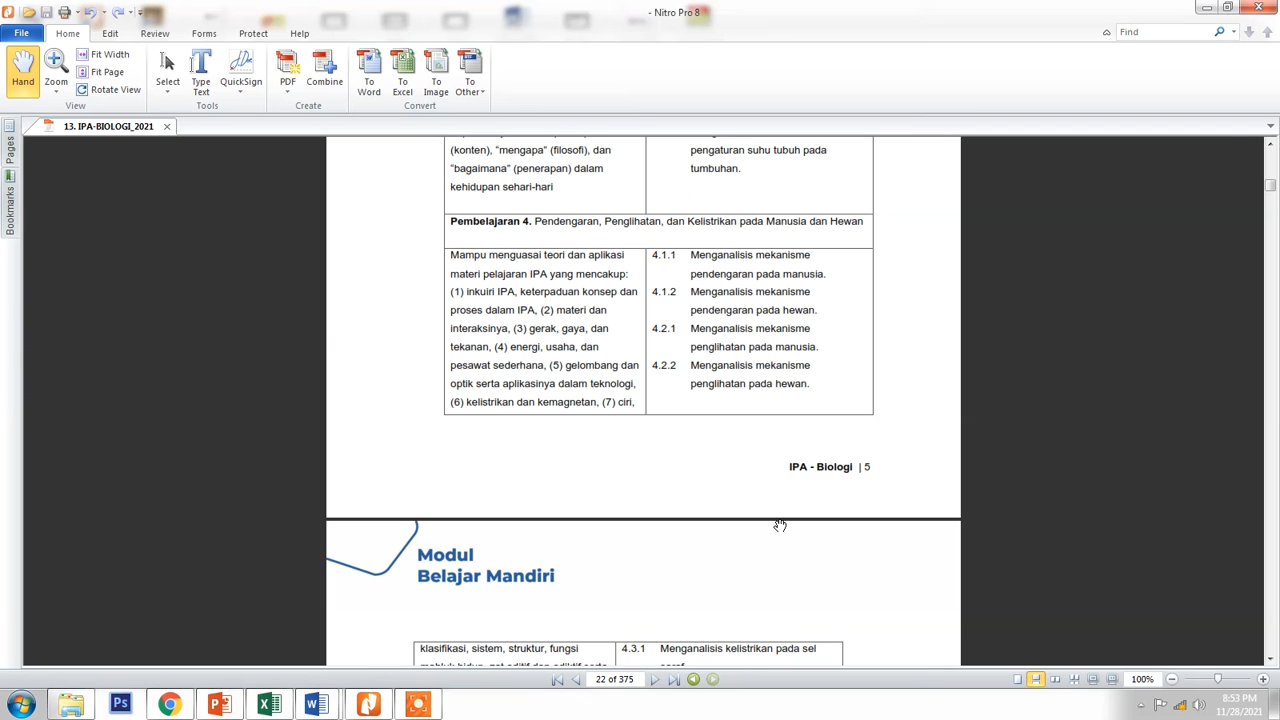 - Nitro Pro 8
File Home Edit Review Forms Protect Help
Find
Hand
Zoom
Fit Width
Fit Page
Rotate View
View
Select
Type Text
QuickSign
Tools
PDF
Combine
Create
To Word
To Excel
To Image
To Other
Convert
13. IPA-BIOLOGI_2021
Pages
Bookmarks
(konten), "mengapa" (filosofi), dan
"bagaimana" (penerapan) dalam
kehidupan sehari-hari
pengaturan suhu tubuh pada
tumbuhan.
Pembelajaran 4. Pendengaran, Penglihatan, dan Kelistrikan pada Manusia dan Hewan
Mampu menguasai teori dan aplikasi
materi pelajaran IPA yang mencakup:
(1) inkuiri IPA, keterpaduan konsep dan
proses dalam IPA, (2) materi dan
interaksinya, (3) gerak, gaya, dan
tekanan, (4) energi, usaha, dan
pesawat sederhana, (5) gelombang dan
optik serta aplikasinya dalam teknologi,
(6) kelistrikan dan kemagnetan, (7) ciri,
4.1.1 Menganalisis mekanisme
pendengaran pada manusia.
4.1.2 Menganalisis mekanisme
pendengaran pada hewan.
4.2.1 Menganalisis mekanisme
penglihatan pada manusia.
4.2.2 Menganalisis mekanisme
penglihatan pada hewan.
IPA - Biologi | 5
Modul
Belajar Mandiri
klasifikasi, sistem, struktur, fungsi
4.3.1 Menganalisis kelistrikan pada sel
22 of 375
100%
Ps
8:53 PM
11/28/2021